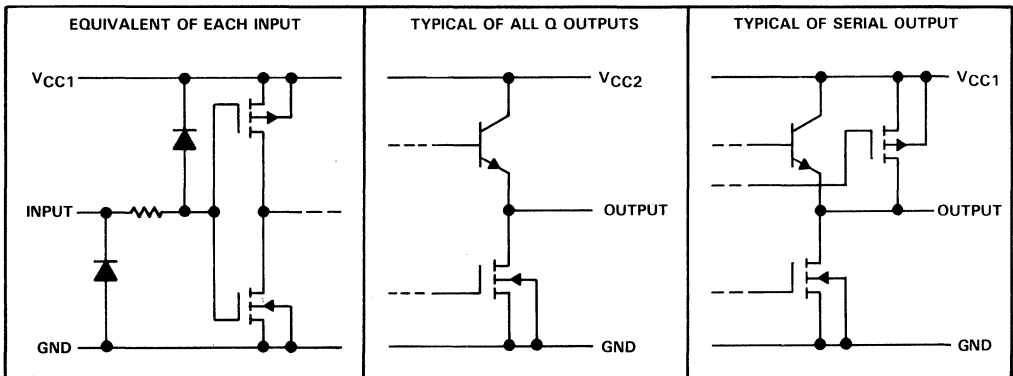 EQUIVALENT OF EACH INPUT
VCC1
INPUT
GND
TYPICAL OF ALL Q OUTPUTS
VCC2
OUTPUT
GND
TYPICAL OF SERIAL OUTPUT
VCC1
OUTPUT
GND